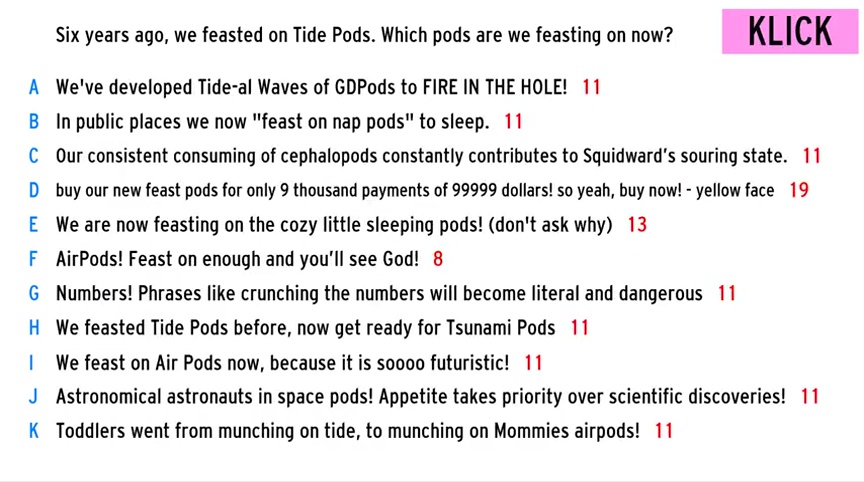 Six years ago, we feasted on Tide Pods. Which pods are we feasting on now?
KLICK
A We've developed Tide-al Waves of GDPods to FIRE IN THE HOLE! 11
B In public places we now "feast on nap pods" to sleep. 11
C Our consistent consuming of cephalopods constantly contributes to Squidward’s souring state. 11
D buy our new feast pods for only 9 thousand payments of 99999 dollars! so yeah, buy now! - yellow face 19
E We are now feasting on the cozy little sleeping pods! (don't ask why) 13
F AirPods! Feast on enough and you’ll see God! 8
G Numbers! Phrases like crunching the numbers will become literal and dangerous 11
H We feasted Tide Pods before, now get ready for Tsunami Pods 11
I We feast on Air Pods now, because it is soooo futuristic! 11
J Astronomical astronauts in space pods! Appetite takes priority over scientific discoveries! 11
K Toddlers went from munching on tide, to munching on Mommies airpods! 11